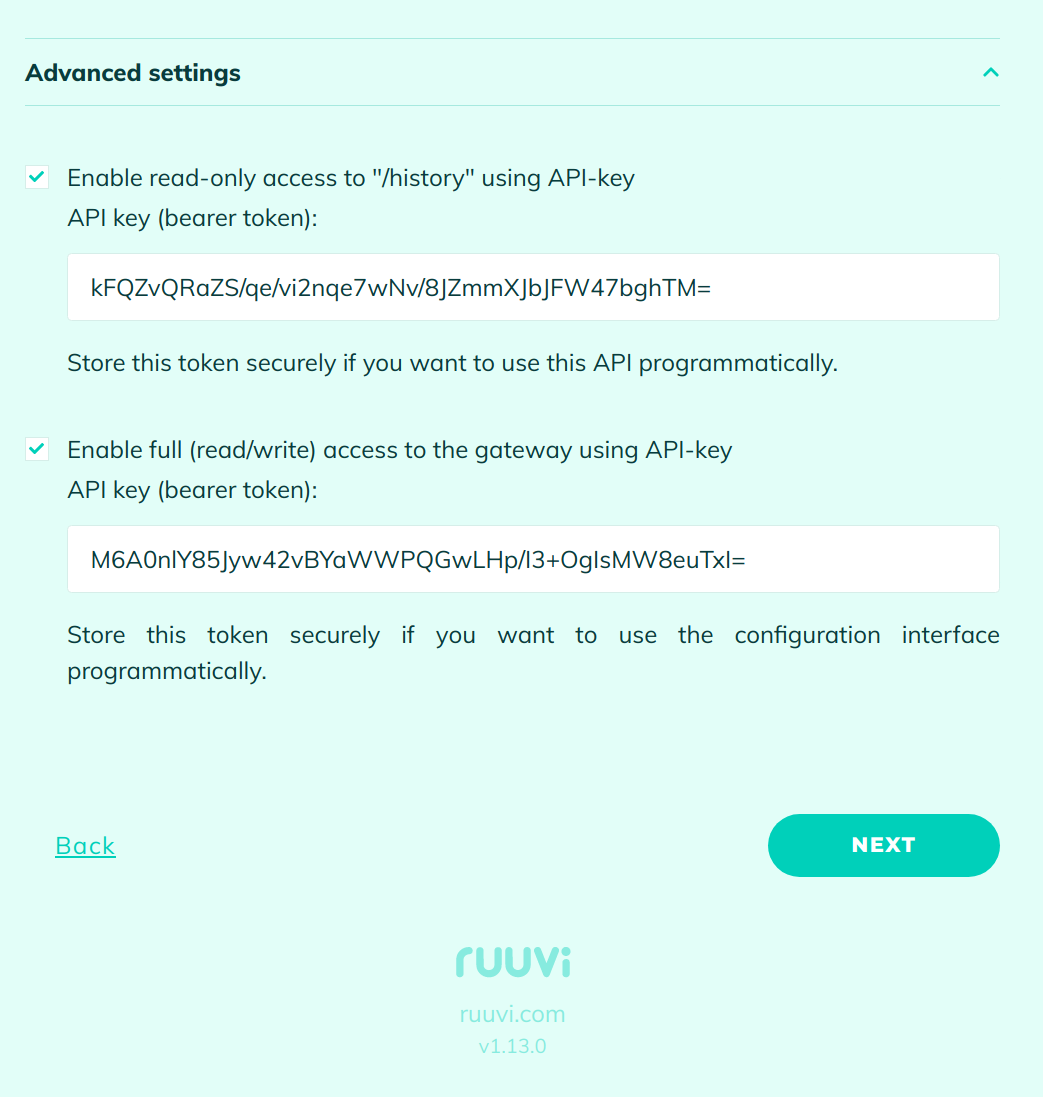 Advanced settings
Enable read-only access to "/history" using API-key
API key (bearer token):
kFQZvQRaZS/qe/vi2nqe7wNv/8JZmmXJbJFW47bghTM=
Store this token securely if you want to use this API programmatically.
Enable full (read/write) access to the gateway using API-key
API key (bearer token):
M6A0nlY85Jyw42vBYaWWPQGwLHp/l3+OgIsMW8euTxI=
Store this token securely if you want to use the configuration interface
programmatically.
Back
NEXT
ruuvi
ruuvi.com
v1.13.0